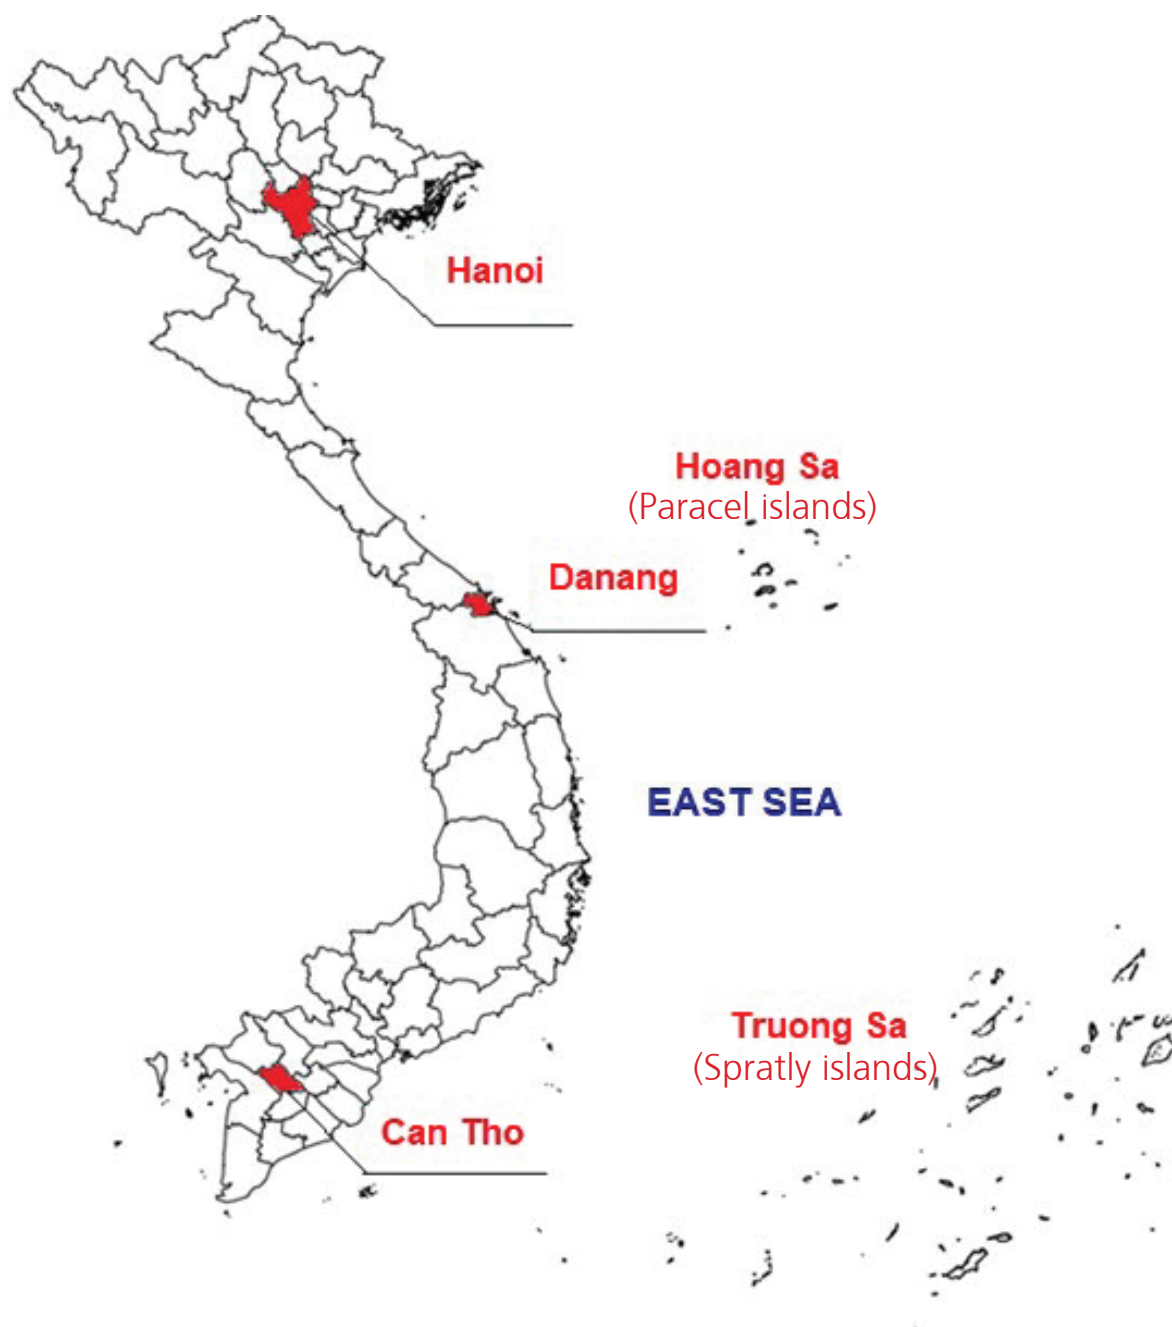 Hanoi
Hoang Sa
(Paracel islands)
Danang
EAST SEA
Truong Sa
(Spratly islands)
Can Tho